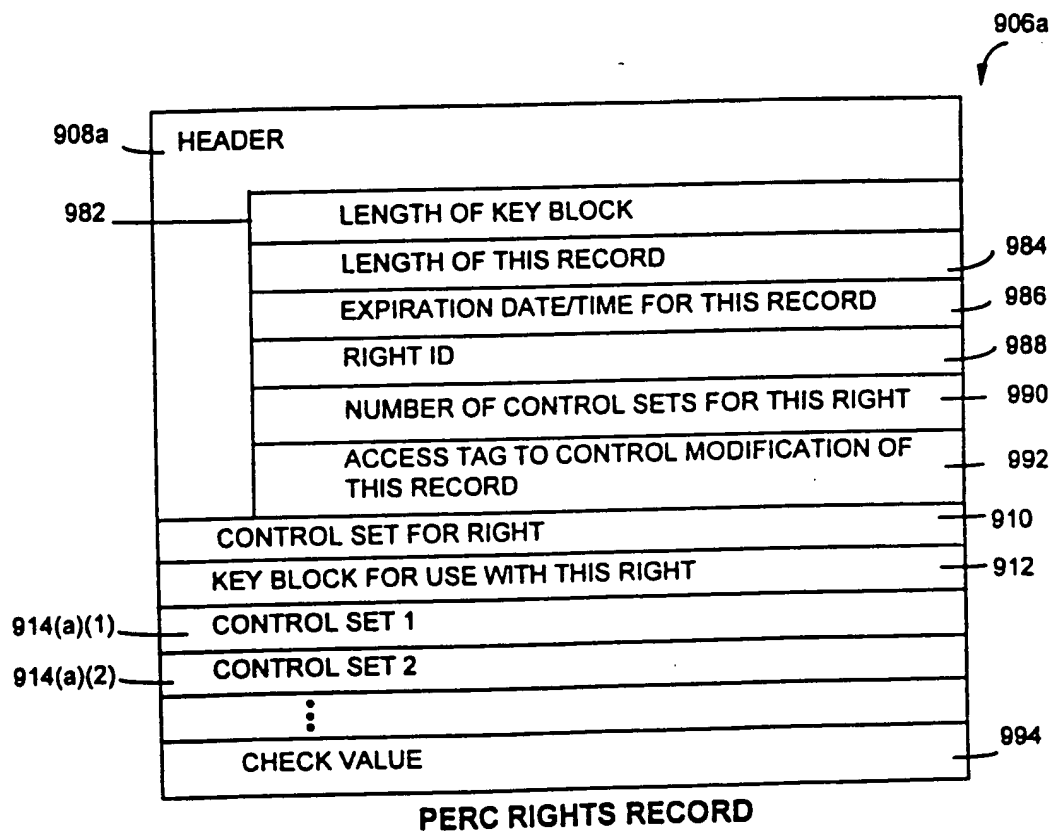 906a
908a HEADER
982 LENGTH OF KEY BLOCK
LENGTH OF THIS RECORD 984
EXPIRATION DATE/TIME FOR THIS RECORD 986
RIGHT ID 988
NUMBER OF CONTROL SETS FOR THIS RIGHT 990
ACCESS TAG TO CONTROL MODIFICATION OF
THIS RECORD 992
CONTROL SET FOR RIGHT 910
KEY BLOCK FOR USE WITH THIS RIGHT 912
914(a)(1) CONTROL SET 1
914(a)(2) CONTROL SET 2
CHECK VALUE 994
PERC RIGHTS RECORD